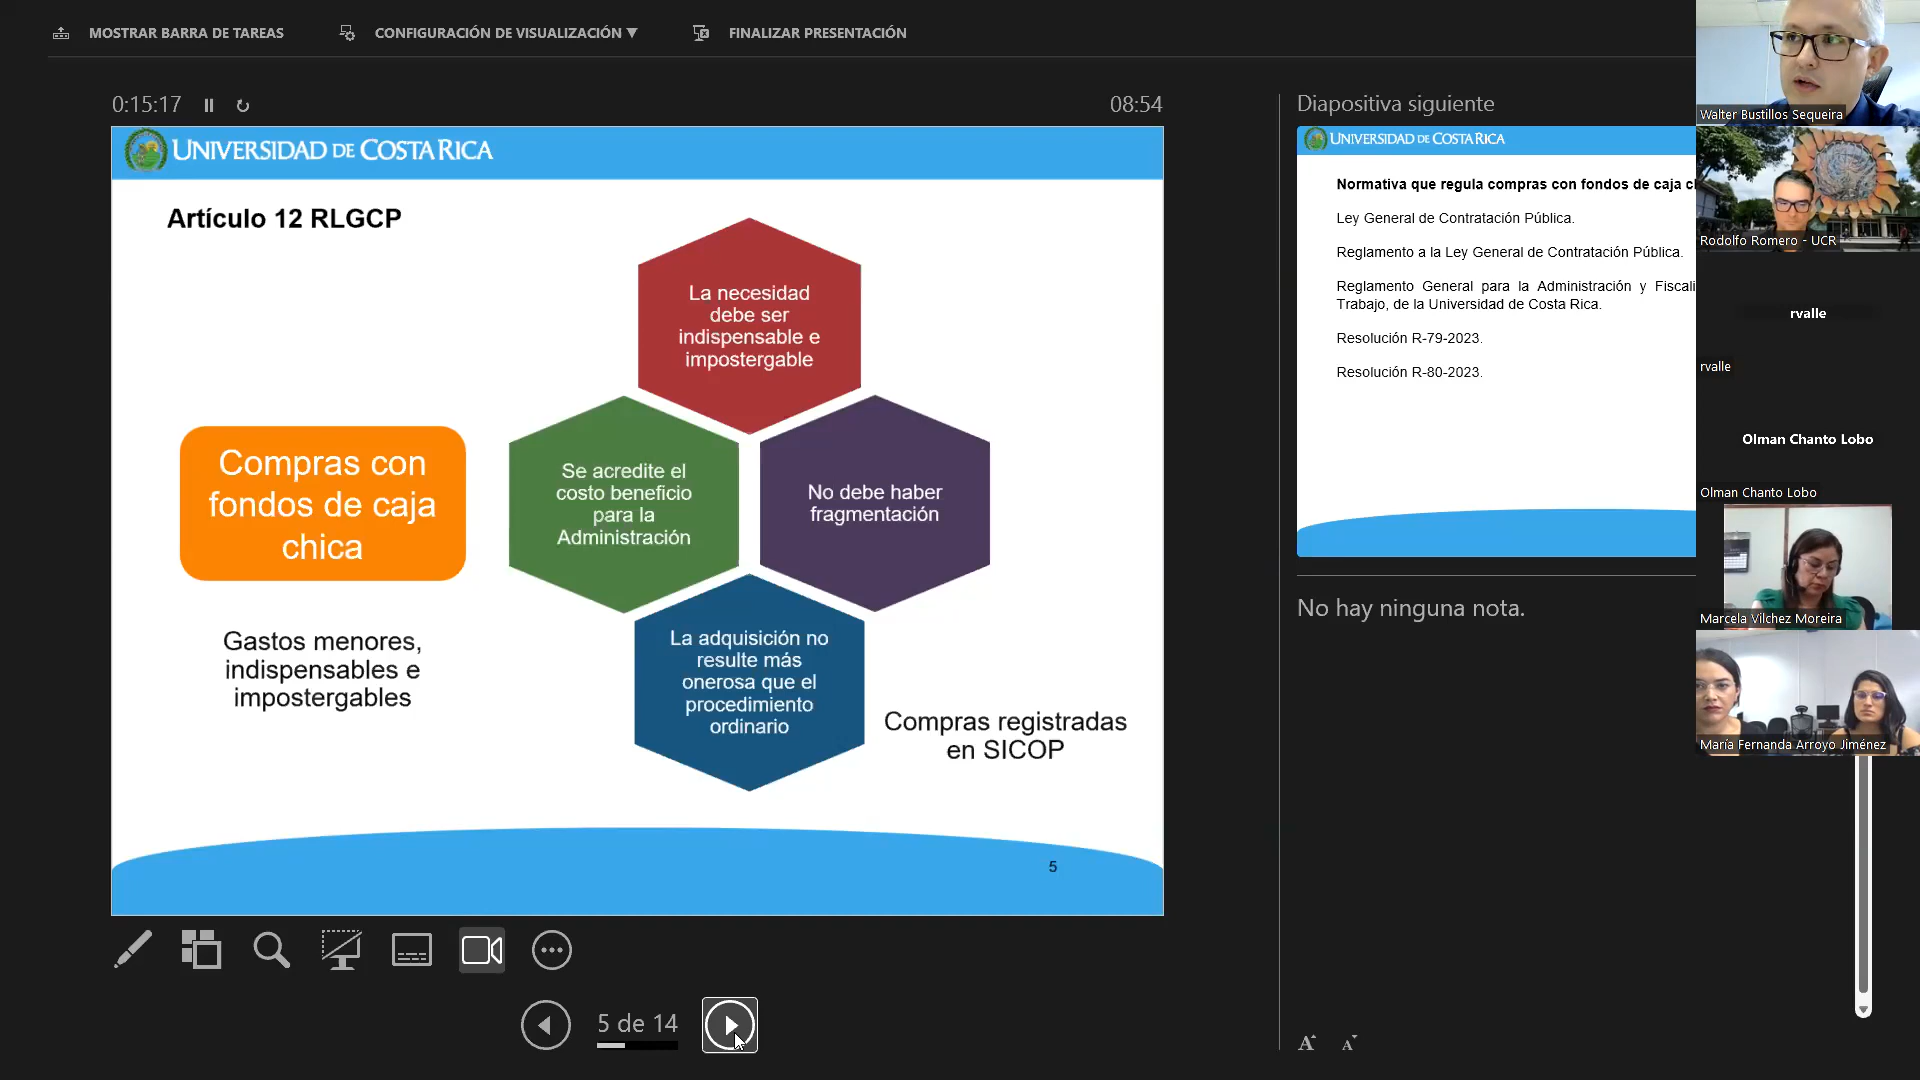 MOSTRAR BARRA DE TAREAS
CONFIGURACIÓN DE VISUALIZACIÓN ▼
FINALIZAR PRESENTACIÓN
0:15:17
08:54
UNIVERSIDAD DE COSTA RICA
Artículo 12 RLGCP
La necesidad
debe ser
indispensable e
impostergable
Compras con
fondos de caja
chica
Se acredite el
costo beneficio
para la
Administración
No debe haber
fragmentación
Gastos menores,
indispensables e
impostergables
La adquisición no
resulte más
onerosa que el
procedimiento
ordinario
Compras registradas
en SICOP
5
5 de 14
Diapositiva siguiente
UNIVERSIDAD DE COSTA RICA
Normativa que regula compras con fondos de caja
Ley General de Contratación Pública.
Reglamento a la Ley General de Contratación Pública.
Reglamento General para la Administración y Fiscali
Trabajo, de la Universidad de Costa Rica.
Resolución R-79-2023.
Resolución R-80-2023.
No hay ninguna nota.
A A
Walter Bustillos Sequeira
Rodolfo Romero - UCR
rvalle
rvalle
Olman Chanto Lobo
Olman Chanto Lobo
Marcela Vílchez Moreira
María Fernanda Arroyo Jiménez